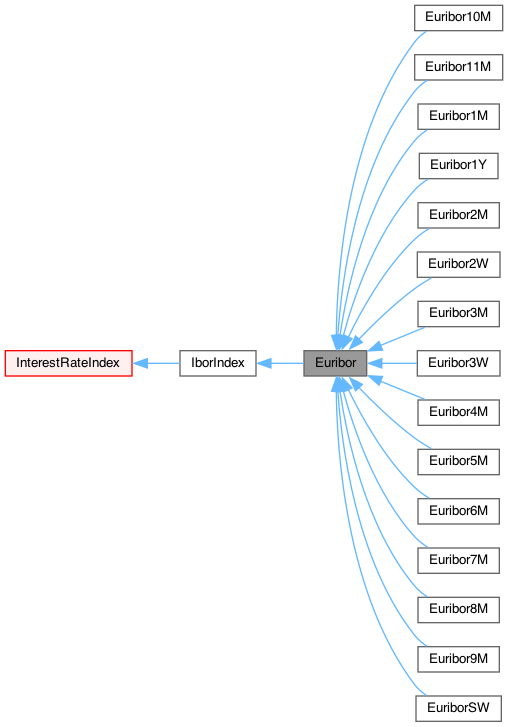 Euribor10M
Euribor11M
Euribor1M
Euribor1Y
Euribor2M
Euribor2W
Euribor3M
InterestRateIndex
IborIndex
Euribor
Euribor3W
Euribor4M
Euribor5M
Euribor6M
Euribor7M
Euribor8M
Euribor9M
EuriborSW